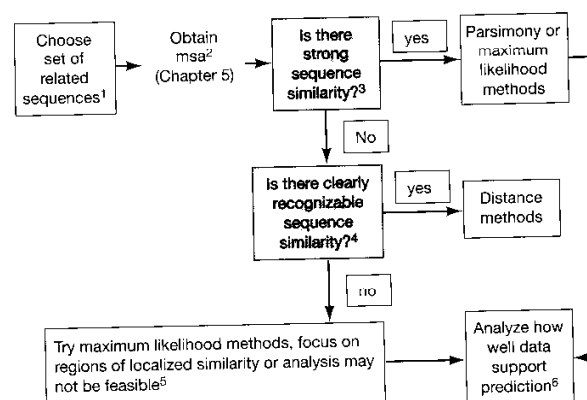 Choose
set of
related
sequences¹
Obtain
msa²
(Chapter 5)
Is there
strong
sequence
similarity?³
yes
Parsimony or
maximum
likelihood
methods
No
Is there clearly
recognizable
sequence
similarity?⁴
yes
Distance
methods
no
Try maximum likelihood methods, focus on
regions of localized similarity or analysis may
not be feasible⁵
Analyze how
well data
support
prediction⁶